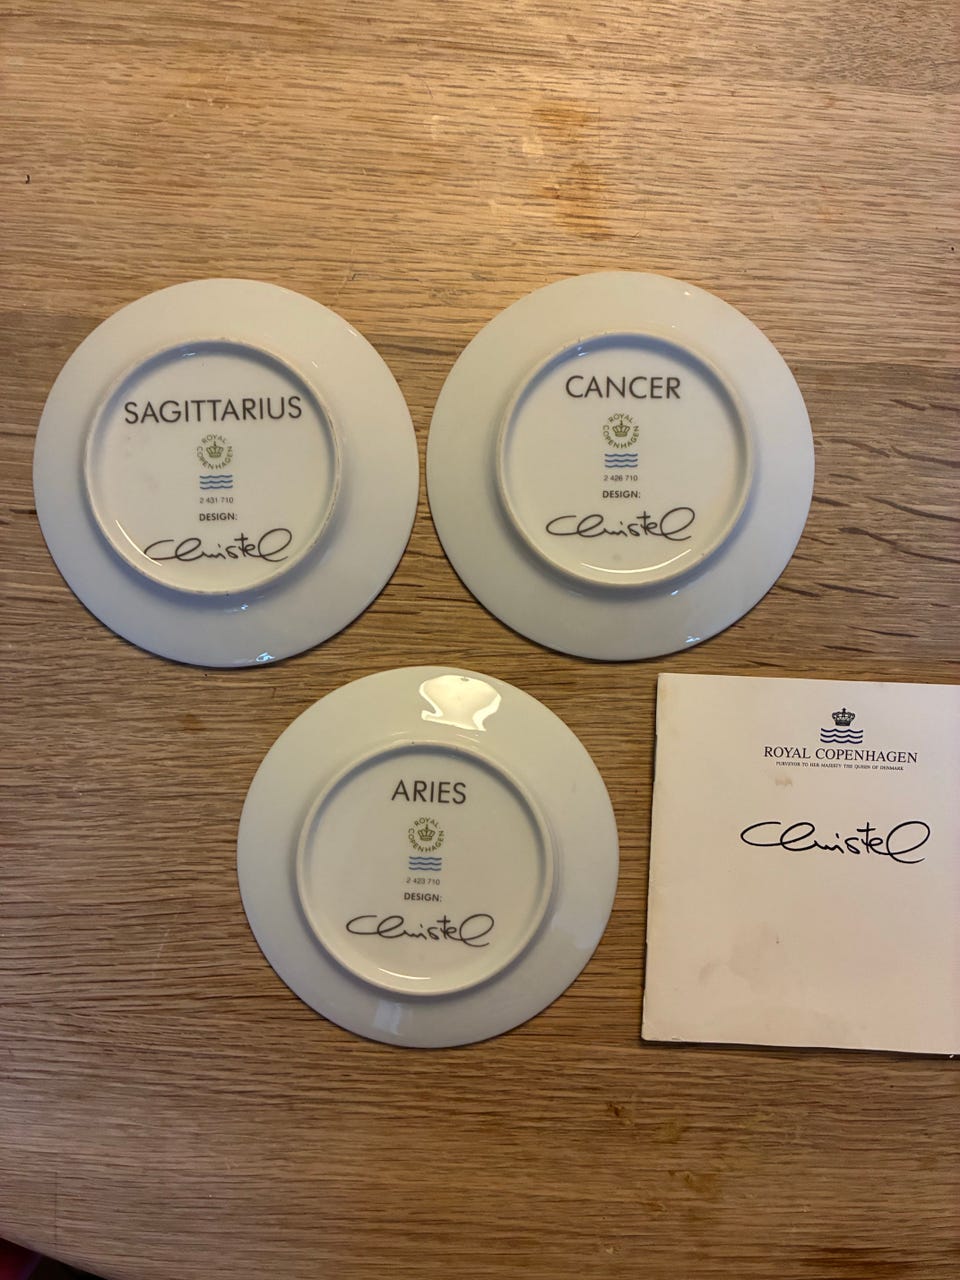 SAGITTARIUS
ROYAL COPENHAGEN
2 431 710
DESIGN:
Christel
CANCER
ROYAL COPENHAGEN
2 426 710
DESIGN:
Christel
ARIES
ROYAL COPENHAGEN
2 423 710
DESIGN:
Christel
ROYAL COPENHAGEN
PURVEYOR TO HER MAJESTY THE QUEEN OF DENMARK
Christel